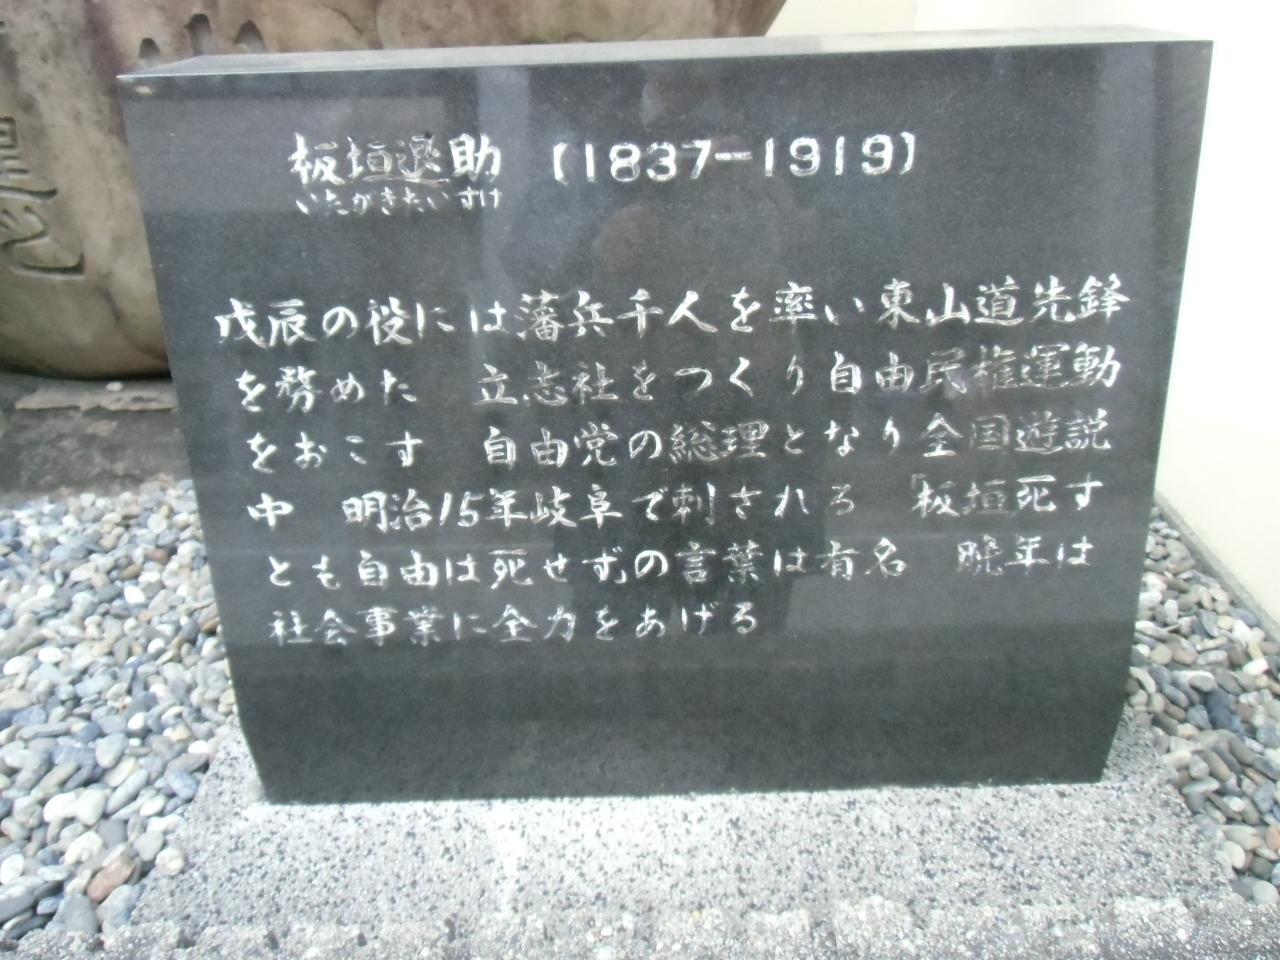 板垣退助 (1837-1919)
いたがきたいすけ
戊辰の役には藩兵千人を率い東山道先鋒
を務めた 立志社をつくり自由民権運動
をおこす 自由党の総理となり全国遊説
中 明治15年岐阜で刺される 「板垣死す
とも自由は死せず」の言葉は有名 晩年は
社会事業に全力をあげる